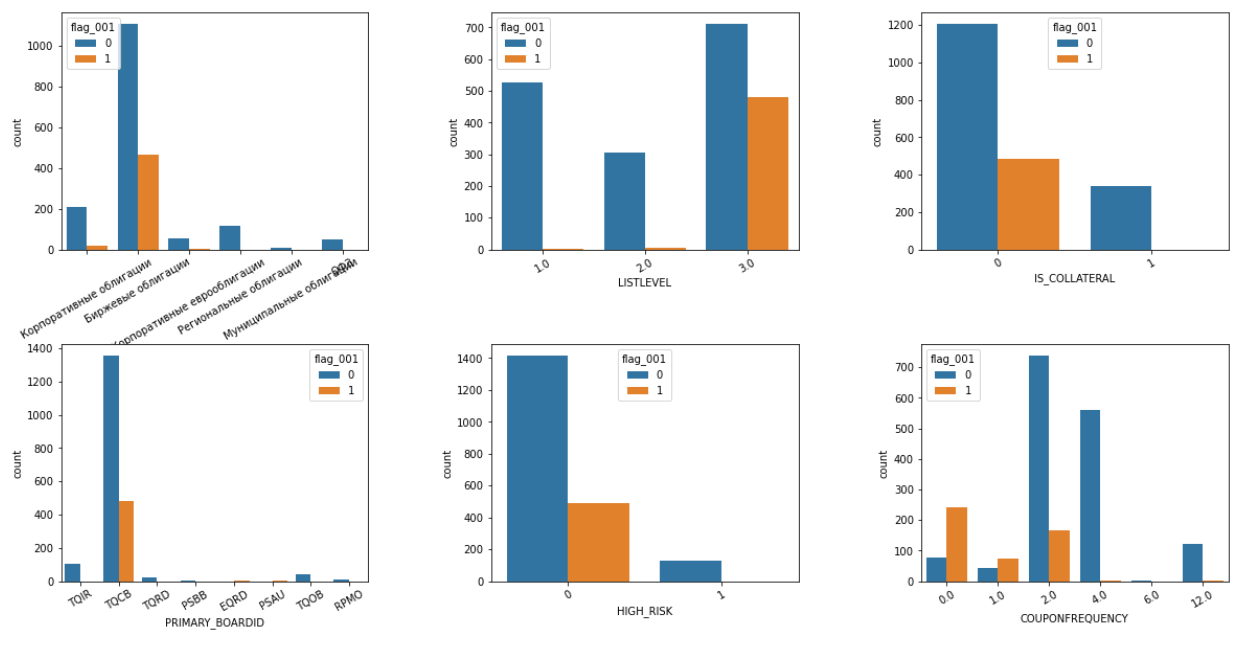 flag_001
0
1
count
1000
800
600
400
200
0
Корпоративные облигации
Биржевые облигации
Корпоративные еврооблигации
Региональные облигации
Муниципальные облигации
flag_001
0
1
count
700
600
500
400
300
200
100
0
1.0
2.0
3.0
LISTLEVEL
flag_001
0
1
count
1200
1000
800
600
400
200
0
0
1
IS_COLLATERAL
flag_001
0
1
count
1400
1200
1000
800
600
400
200
0
TQIR
TQCB
TQRD
PSBB
EQRD
PSAU
TQOB
RPMO
PRIMARY_BOARDID
flag_001
0
1
count
1400
1200
1000
800
600
400
200
0
0
1
HIGH_RISK
flag_001
0
1
count
700
600
500
400
300
200
100
0
0.0
1.0
2.0
4.0
6.0
12.0
COUPONFREQUENCY